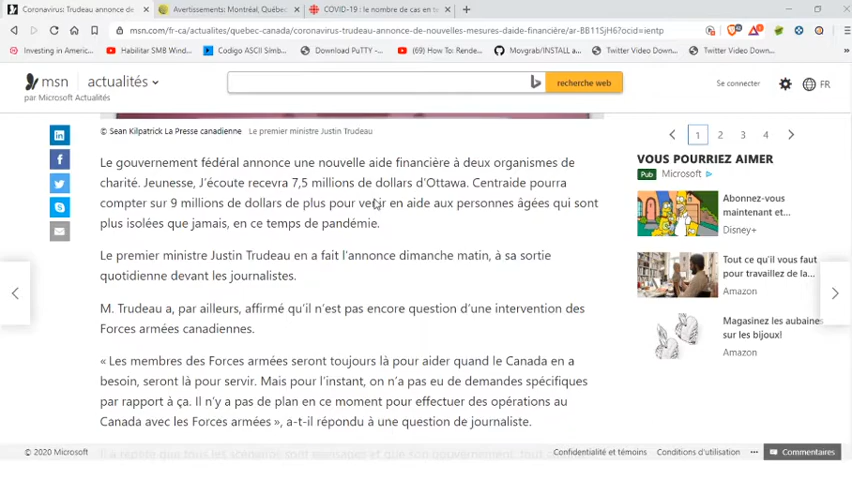 Coronavirus: Trudeau annonce de
Avertissements: Montréal, Québec
COVID-19 : le nombre de cas en te
msn.com/fr-ca/actualites/quebec-canada/coronavirus-trudeau-annonce-de-nouvelles-mesures-daide-financière/ar-BB11SjH6?ocid=ientp
Investing in Americ... Habilitar SMB Wind... Codigo ASCII Símb... Download PuTTY -... (69) How To: Rende... Movgrab/INSTALL a... Twitter Video Down... Twitter Video Down...
msn actualités
par Microsoft Actualités
recherche web
Se connecter
FR
© Sean Kilpatrick La Presse canadienne Le premier ministre Justin Trudeau
Le gouvernement fédéral annonce une nouvelle aide financière à deux organismes de
charité. Jeunesse, J'écoute recevra 7,5 millions de dollars d'Ottawa. Centraide pourra
compter sur 9 millions de dollars de plus pour venir en aide aux personnes âgées qui sont
plus isolées que jamais, en ce temps de pandémie.
Le premier ministre Justin Trudeau en a fait l'annonce dimanche matin, à sa sortie
quotidienne devant les journalistes.
M. Trudeau a, par ailleurs, affirmé qu'il n'est pas encore question d'une intervention des
Forces armées canadiennes.
« Les membres des Forces armées seront toujours là pour aider quand le Canada en a
besoin, seront là pour servir. Mais pour l'instant, on n'a pas eu de demandes spécifiques
par rapport à ça. Il n'y a pas de plan en ce moment pour effectuer des opérations au
Canada avec les Forces armées », a-t-il répondu à une question de journaliste.
1 2 3 4
VOUS POURRIEZ AIMER
Pub Microsoft
Abonnez-vous
maintenant et...
Disney+
Tout ce qu'il vous faut
pour travaillez de la...
Amazon
Magasinez les aubaines
sur les bijoux!
Amazon
© 2020 Microsoft
Confidentialité et témoins Conditions d'utilisation ... Commentaires